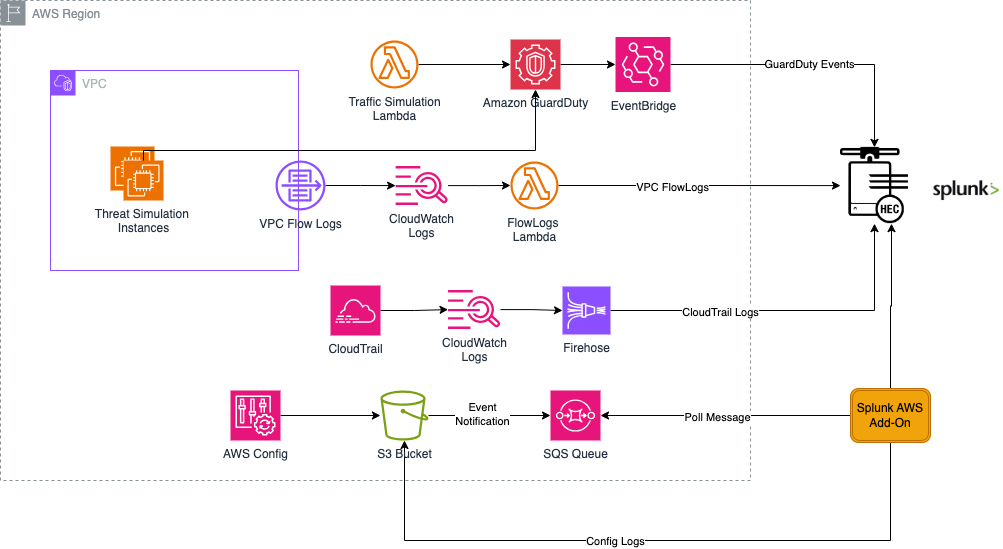 AWS Region
VPC
Traffic Simulation
Lambda
Amazon GuardDuty
EventBridge
GuardDuty Events
Threat Simulation
Instances
VPC Flow Logs
CloudWatch
Logs
FlowLogs
Lambda
VPC FlowLogs
HEC
splunk>
CloudTrail
CloudWatch
Logs
Firehose
CloudTrail Logs
AWS Config
S3 Bucket
Event
Notification
SQS Queue
Poll Message
Splunk AWS
Add-On
Config Logs